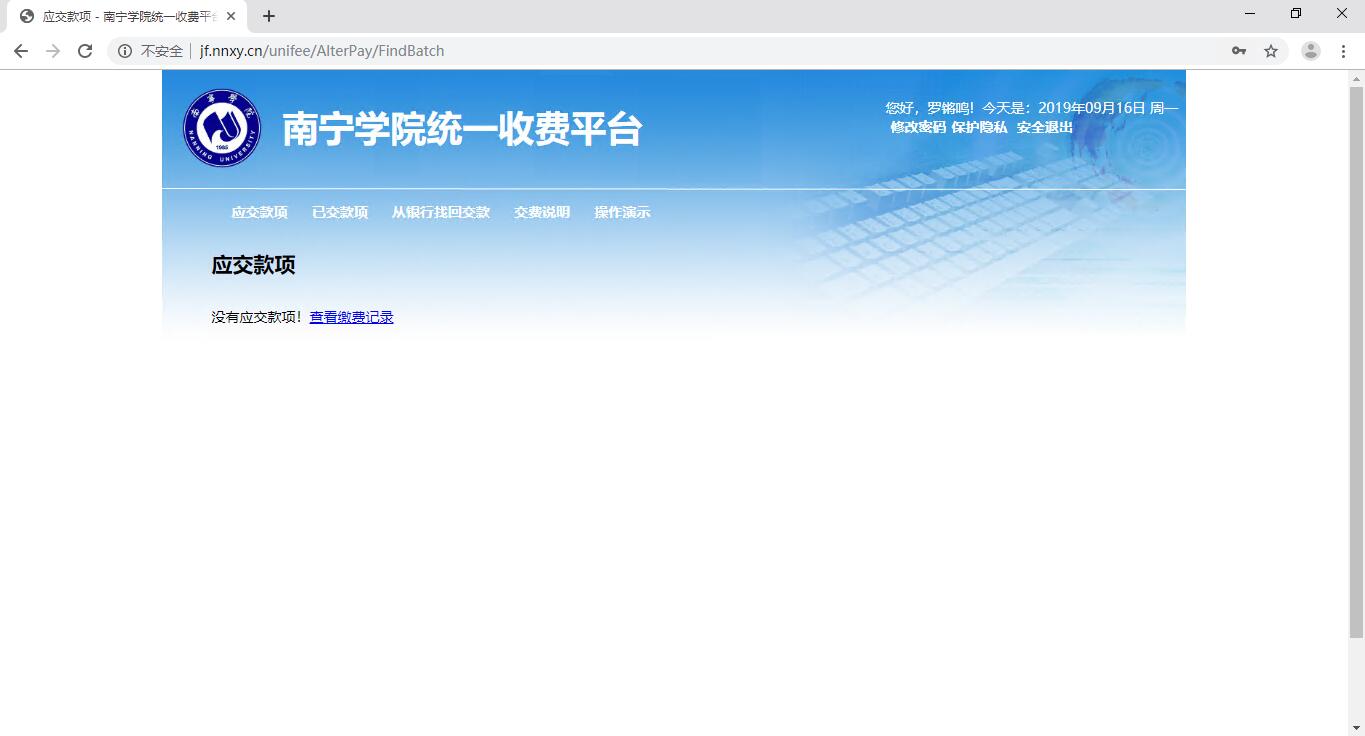 应交款项 - 南宁学院统一收费平台
不安全 jf.nnxy.cn/unifee/AlterPay/FindBatch
南宁学院
NANNING UNIVERSITY
1985
南宁学院统一收费平台
您好，罗锵鸣！今天是：2019年09月16日 周一
修改密码 保护隐私 安全退出
应交款项 已交款项 从银行找回交款 交费说明 操作演示
应交款项
没有应交款项！查看缴费记录